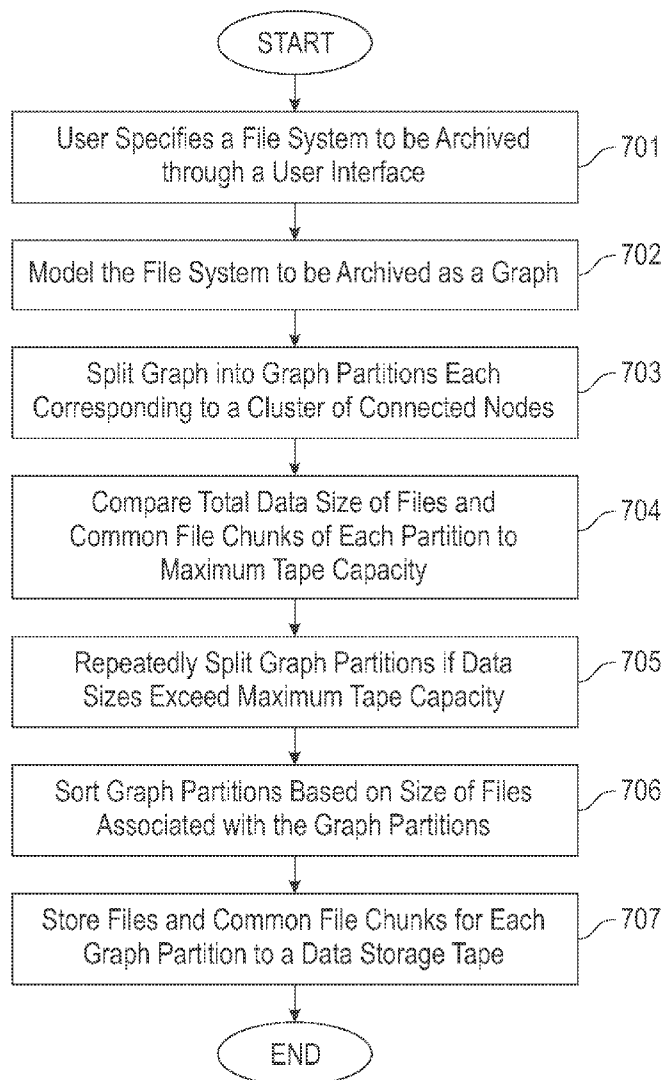 START
User Specifies a File System to be Archived
through a User Interface
701
Model the File System to be Archived as a Graph
702
Split Graph into Graph Partitions Each
Corresponding to a Cluster of Connected Nodes
703
Compare Total Data Size of Files and
Common File Chunks of Each Partition to
Maximum Tape Capacity
704
Repeatedly Split Graph Partitions if Data
Sizes Exceed Maximum Tape Capacity
705
Sort Graph Partitions Based on Size of Files
Associated with the Graph Partitions
706
Store Files and Common File Chunks for Each
Graph Partition to a Data Storage Tape
707
END